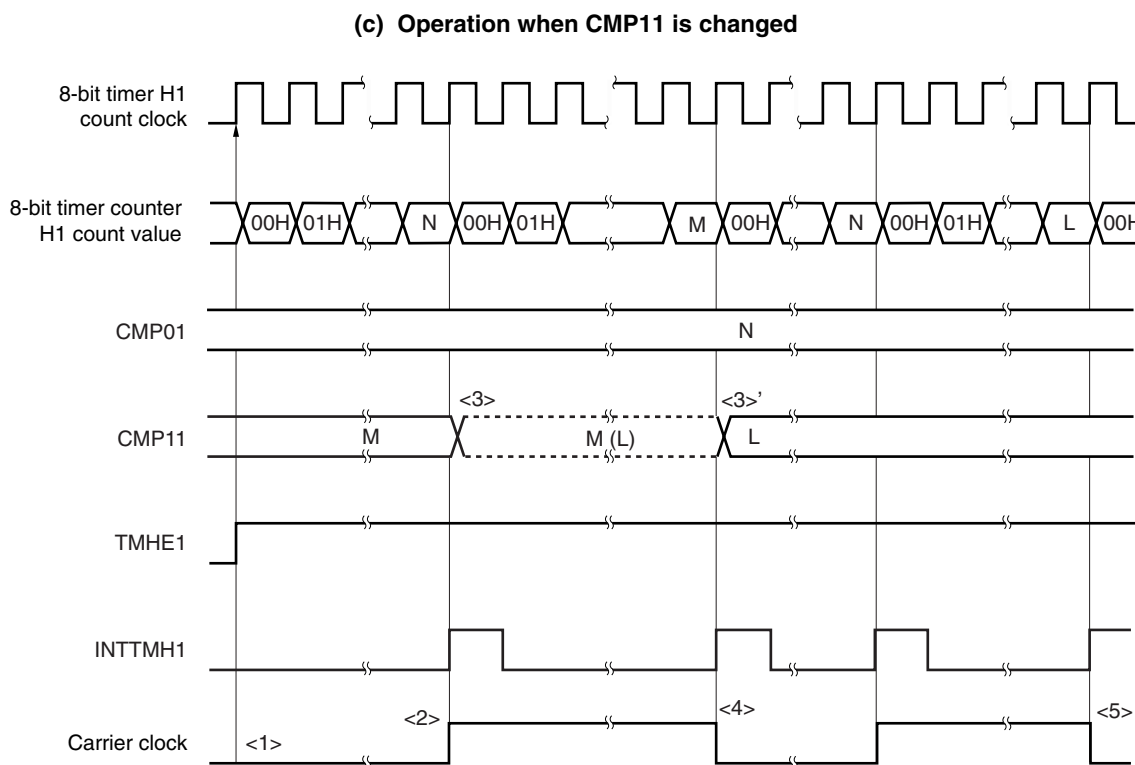 (c) Operation when CMP11 is changed
8-bit timer H1
count clock
8-bit timer counter
H1 count value
00H 01H N 00H 01H M 00H N 00H 01H L 00H
CMP01
N
<3> <3>’
CMP11
M M (L) L
TMHE1
INTTMH1
<2> <4> <5>
Carrier clock
<1>